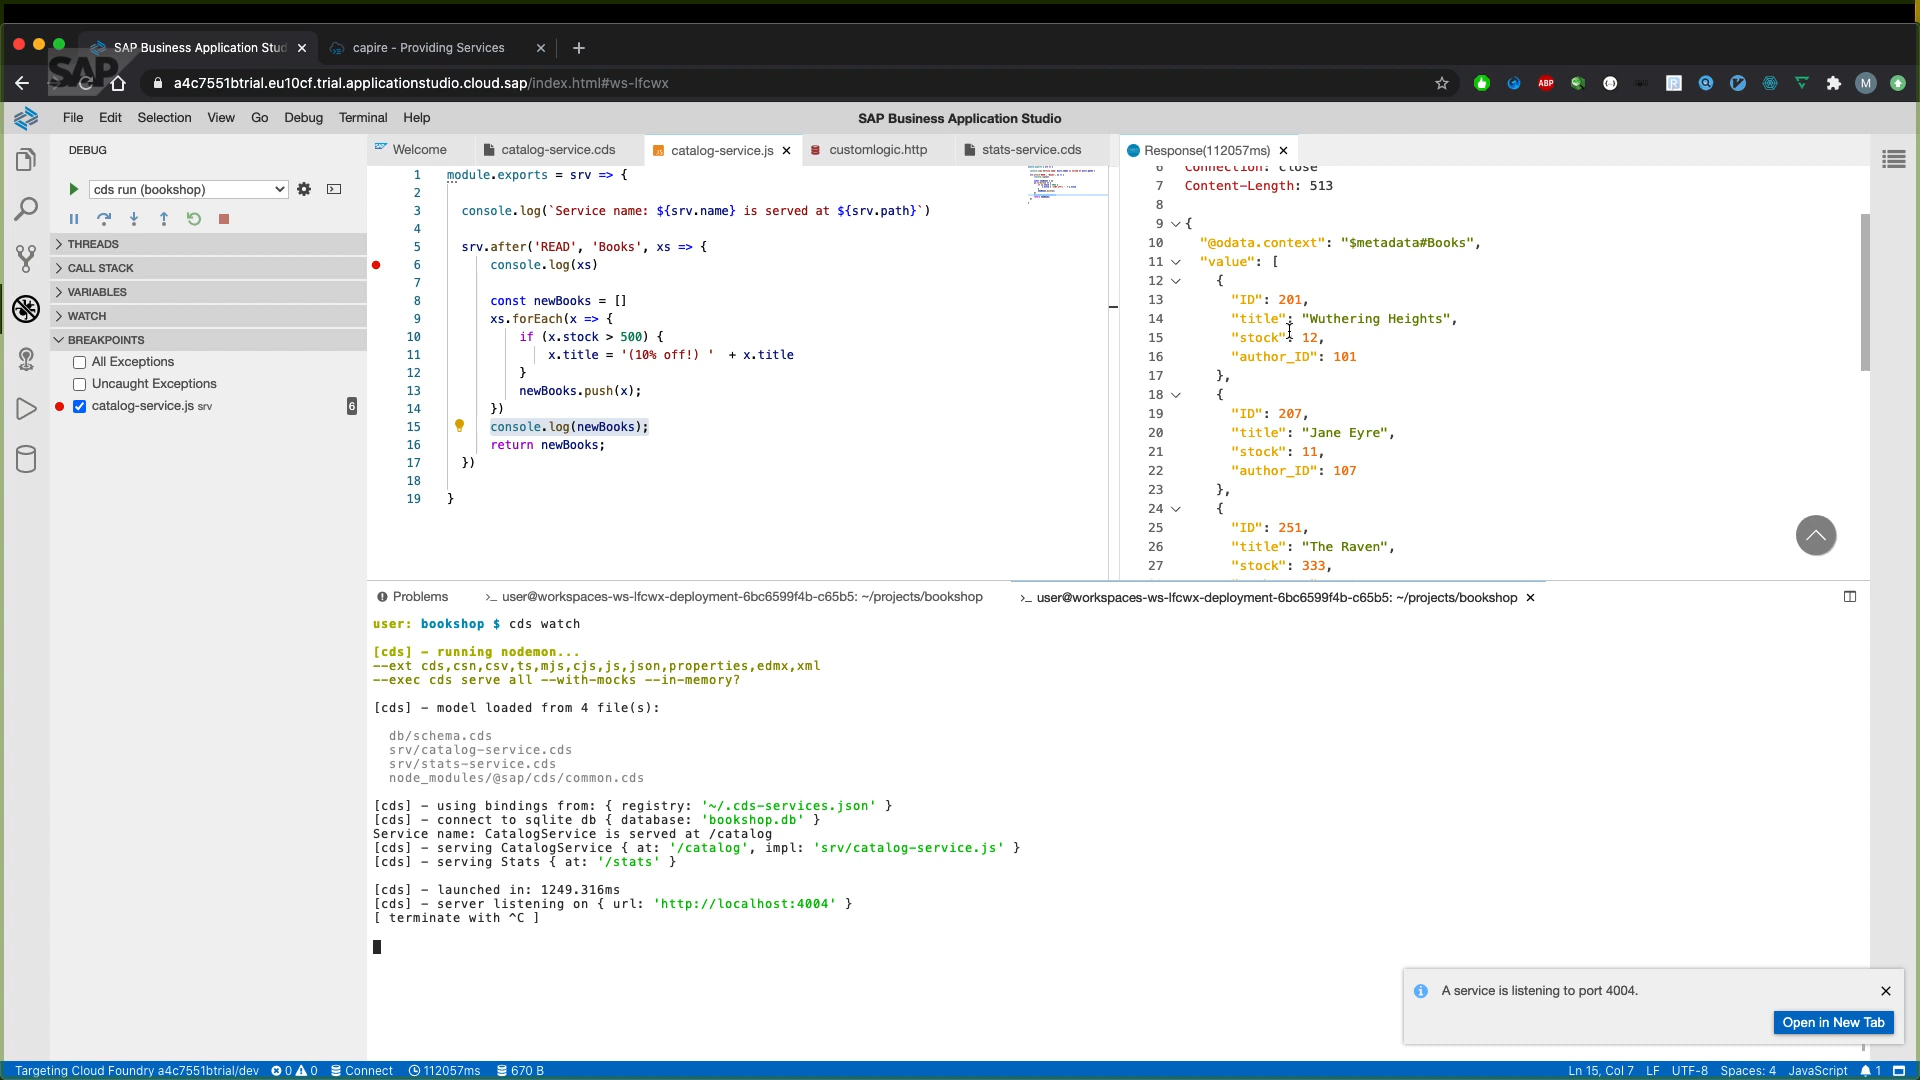 SAP Business Application Stud
capire - Providing Services
SAP
a4c7551btrial.eu10cf.trial.applicationstudio.cloud.sap/index.html#ws-lfcwx
ABP
M
File Edit Selection View Go Debug Terminal Help
SAP Business Application Studio
DEBUG
cds run (bookshop)
THREADS
CALL STACK
VARIABLES
WATCH
BREAKPOINTS
All Exceptions
Uncaught Exceptions
catalog-service.js srv 6
Welcome
catalog-service.cds
catalog-service.js
customlogic.http
stats-service.cds
1 module.exports = srv => {
2
3 console.log(`Service name: ${srv.name} is served at ${srv.path}`)
4
5 srv.after('READ', 'Books', xs => {
6 console.log(xs)
7
8 const newBooks = []
9 xs.forEach(x => {
10 if (x.stock > 500) {
11 x.title = '(10% off!) ' + x.title
12 }
13 newBooks.push(x);
14 })
15 console.log(newBooks);
16 return newBooks;
17 })
18
19 }
Response(112057ms)
6 Connection: close
7 Content-Length: 513
8
9 {
10 "@odata.context": "$metadata#Books",
11 "value": [
12 {
13 "ID": 201,
14 "title": "Wuthering Heights",
15 "stock": 12,
16 "author_ID": 101
17 },
18 {
19 "ID": 207,
20 "title": "Jane Eyre",
21 "stock": 11,
22 "author_ID": 107
23 },
24 {
25 "ID": 251,
26 "title": "The Raven",
27 "stock": 333,
Problems
>_ user@workspaces-ws-lfcwx-deployment-6bc6599f4b-c65b5: ~/projects/bookshop
>_ user@workspaces-ws-lfcwx-deployment-6bc6599f4b-c65b5: ~/projects/bookshop
user: bookshop $ cds watch
[cds] - running nodemon...
--ext cds,csn,csv,ts,mjs,cjs,js,json,properties,edmx,xml
--exec cds serve all --with-mocks --in-memory?
[cds] - model loaded from 4 file(s):
db/schema.cds
srv/catalog-service.cds
srv/stats-service.cds
node_modules/@sap/cds/common.cds
[cds] - using bindings from: { registry: '~/.cds-services.json' }
[cds] - connect to sqlite db { database: 'bookshop.db' }
Service name: CatalogService is served at /catalog
[cds] - serving CatalogService { at: '/catalog', impl: 'srv/catalog-service.js' }
[cds] - serving Stats { at: '/stats' }
[cds] - launched in: 1249.316ms
[cds] - server listening on { url: 'http://localhost:4004' }
[ terminate with ^C ]
A service is listening to port 4004.
Open in New Tab
Targeting Cloud Foundry a4c7551btrial/dev 0 0 Connect 112057ms 670 B
Ln 15, Col 7 LF UTF-8 Spaces: 4 JavaScript 1